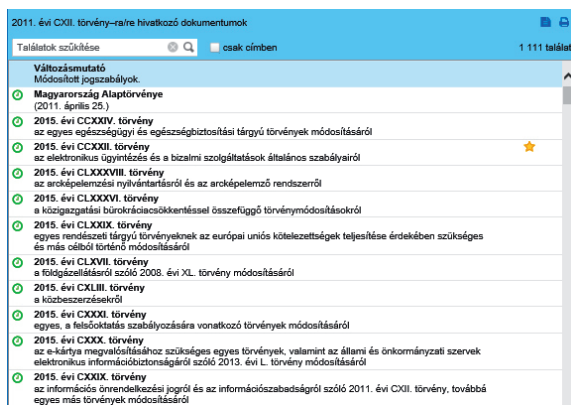 2011. évi CXII. törvény–ra/re hivatkozó dokumentumok
Találatok szűkítése
csak címben
1 111 találat
Változásmutató
Módosított jogszabályok.
Magyarország Alaptörvénye
(2011. április 25.)
2015. évi CCXXIV. törvény
az egyes egészségügyi és egészségbiztosítási tárgyú törvények módosításáról
2015. évi CCXXII. törvény
az elektronikus ügyintézés és a bizalmi szolgáltatások általános szabályairól
2015. évi CLXXXVIII. törvény
az arcképelemzési nyilvántartásról és az arcképelemző rendszerről
2015. évi CLXXXVI. törvény
a közigazgatási bürokráciacsökkentéssel összefüggő törvénymódosításokról
2015. évi CLXXIX. törvény
egyes rendészeti tárgyú törvényeknek az európai uniós kötelezettségek teljesítése érdekében szükséges
és más célból történő módosításáról
2015. évi CLXVII. törvény
a földgázellátásról szóló 2008. évi XL. törvény módosításáról
2015. évi CXLIII. törvény
a közbeszerzésekről
2015. évi CXXXI. törvény
egyes, a felsőoktatás szabályozására vonatkozó törvények módosításáról
2015. évi CXXX. törvény
az e-kártya megvalósításához szükséges egyes törvények, valamint az állami és önkormányzati szervek
elektronikus információbiztonságáról szóló 2013. évi L. törvény módosításáról
2015. évi CXXIX. törvény
az információs önrendelkezési jogról és az információszabadságról szóló 2011. évi CXII. törvény, továbbá
egyes más törvények módosításáról